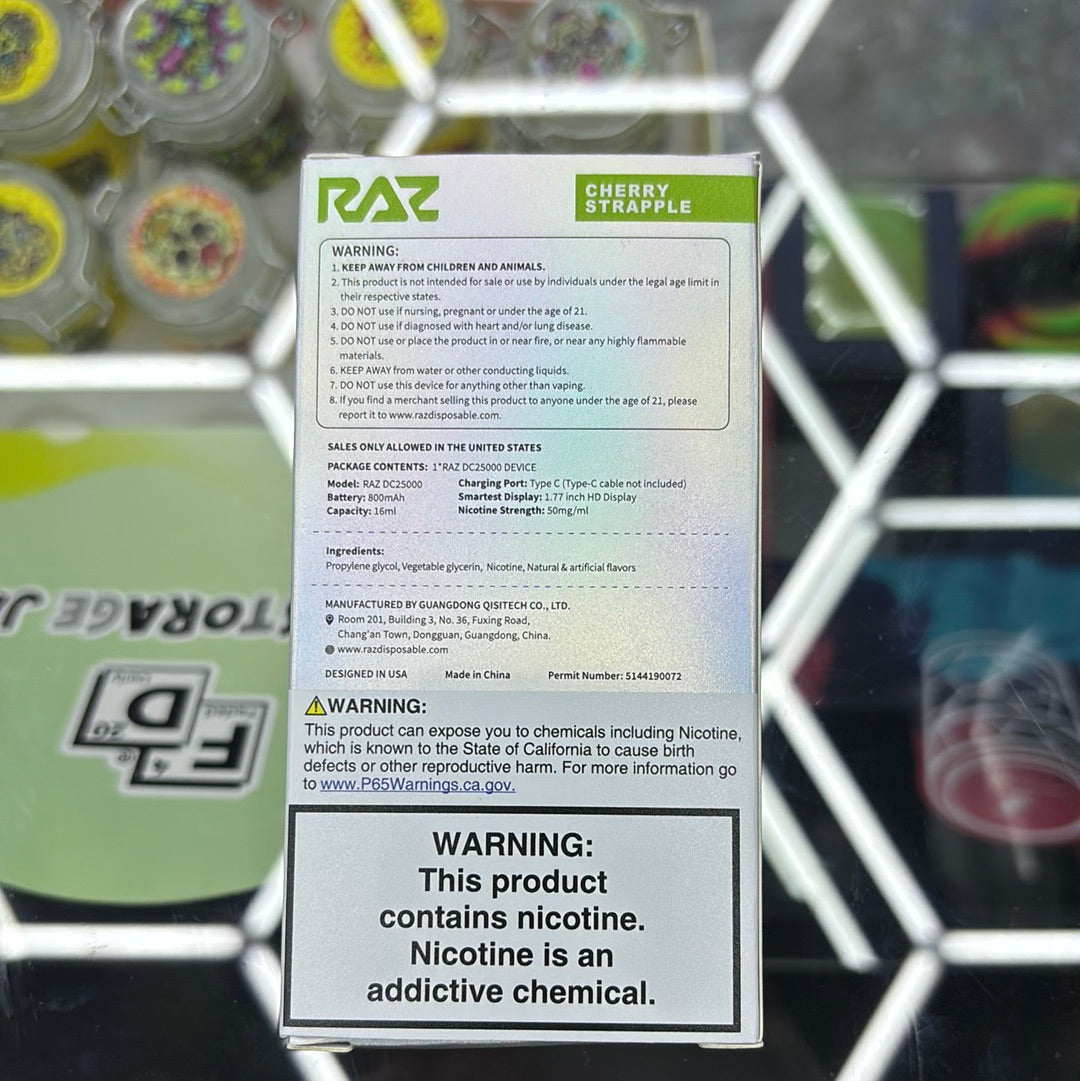 RAZ
CHERRY
STRAPPLE
WARNING:
1. KEEP AWAY FROM CHILDREN AND ANIMALS.
2. This product is not intended for sale or use by individuals under the legal age limit in
their respective states.
3. DO NOT use if nursing, pregnant or under the age of 21.
4. DO NOT use if diagnosed with heart and/or lung disease.
5. DO NOT use or place the product in or near fire, or near any highly flammable
materials.
6. KEEP AWAY from water or other conducting liquids.
7. DO NOT use this device for anything other than vaping.
8. If you find a merchant selling this product to anyone under the age of 21, please
report it to www.razdisposable.com.
SALES ONLY ALLOWED IN THE UNITED STATES
PACKAGE CONTENTS: 1*RAZ DC25000 DEVICE
Model: RAZ DC25000 Charging Port: Type C (Type-C cable not included)
Battery: 800mAh Smartest Display: 1.77 inch HD Display
Capacity: 16ml Nicotine Strength: 50mg/ml
Ingredients:
Propylene glycol, Vegetable glycerin, Nicotine, Natural & artificial flavors
MANUFACTURED BY GUANGDONG QISITECH CO., LTD.
Room 201, Building 3, No. 36, Fuxing Road,
Chang'an Town, Dongguan, Guangdong, China.
www.razdisposable.com
DESIGNED IN USA Made in China Permit Number: 5144190072
WARNING:
This product can expose you to chemicals including Nicotine,
which is known to the State of California to cause birth
defects or other reproductive harm. For more information go
to www.P65Warnings.ca.gov.
WARNING:
This product
contains nicotine.
Nicotine is an
addictive chemical.
STORAGE J
D
F